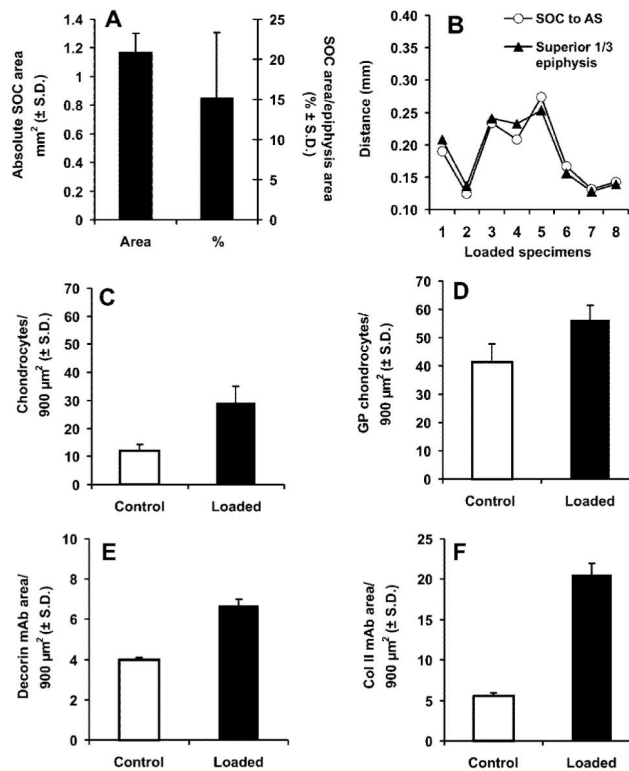 A
Absolute SOC area
mm² (± S.D.)
1.4
1.2
1
0.8
0.6
0.4
0.2
0
25
20
15
10
5
0
SOC area/epiphysis area
(% ± S.D.)
Area
%
B
SOC to AS
Superior 1/3
epiphysis
Distance (mm)
0.30
0.25
0.20
0.15
0.10
1 2 3 4 5 6 7 8
Loaded specimens
C
Chondrocytes/
900 µm² (± S.D.)
70
60
50
40
30
20
10
0
Control
Loaded
D
GP chondrocytes/
900 µm² (± S.D.)
70
60
50
40
30
20
10
0
Control
Loaded
E
Decorin mAb area/
900 µm² (± S.D.)
10
8
6
4
2
0
Control
Loaded
F
Col II mAb area/
900 µm² (± S.D.)
25
20
15
10
5
0
Control
Loaded